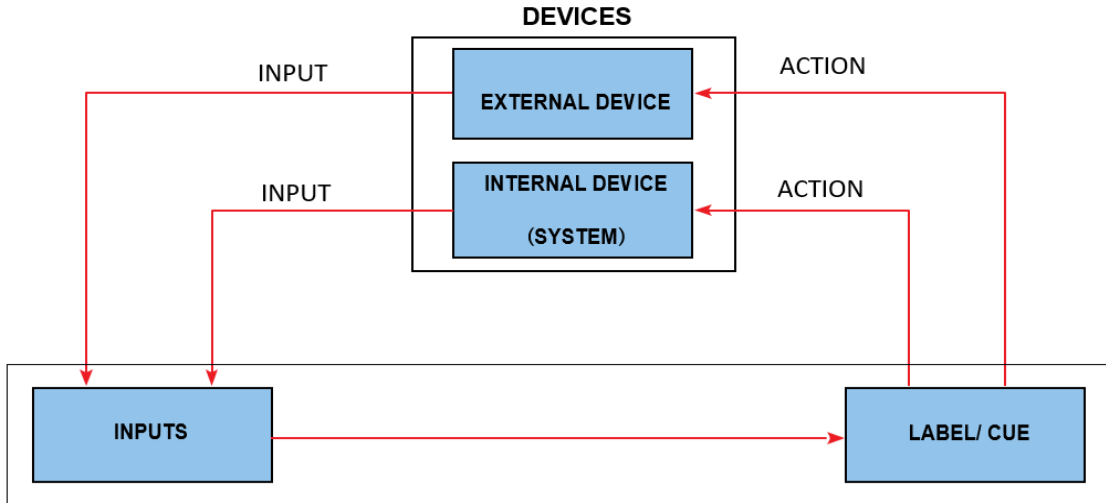 DEVICES
INPUT
EXTERNAL DEVICE
ACTION
INPUT
INTERNAL DEVICE
(SYSTEM)
ACTION
INPUTS
LABEL/ CUE